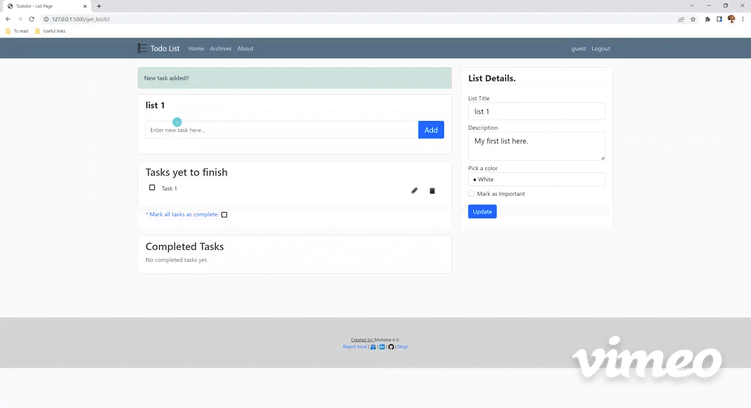 Todolist - List Page
127.0.0.1:5000/get_list/63
To read
Useful links
Todo List
Home
Archives
About
guest
Logout
New task added!!
list 1
Enter new task here...
Add
Tasks yet to finish
Task 1
* Mark all tasks as complete
Completed Tasks
No completed tasks yet.
List Details.
List Title
list 1
Description
My first list here.
Pick a color
● White
Mark as Important
Update
Created by: Mohona A.V.
Report Issue | | | | Blogs
vimeo